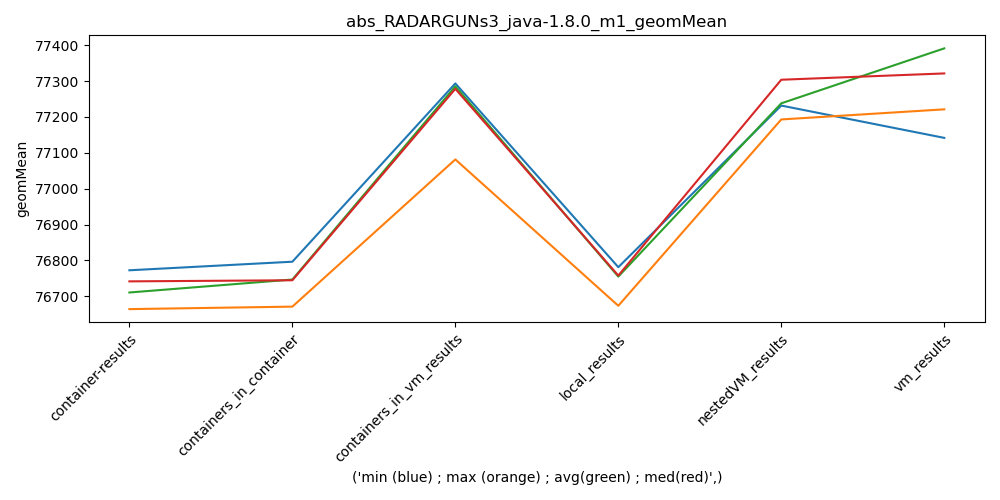 abs_RADARGUNs3_java-1.8.0_m1_geomMean
77400
77300
77200
77100
77000
76900
76800
76700
geomMean
container-results
containers_in_container
containers_in_vm_results
local_results
nestedVM_results
vm_results
('min (blue) ; max (orange) ; avg(green) ; med(red)',)